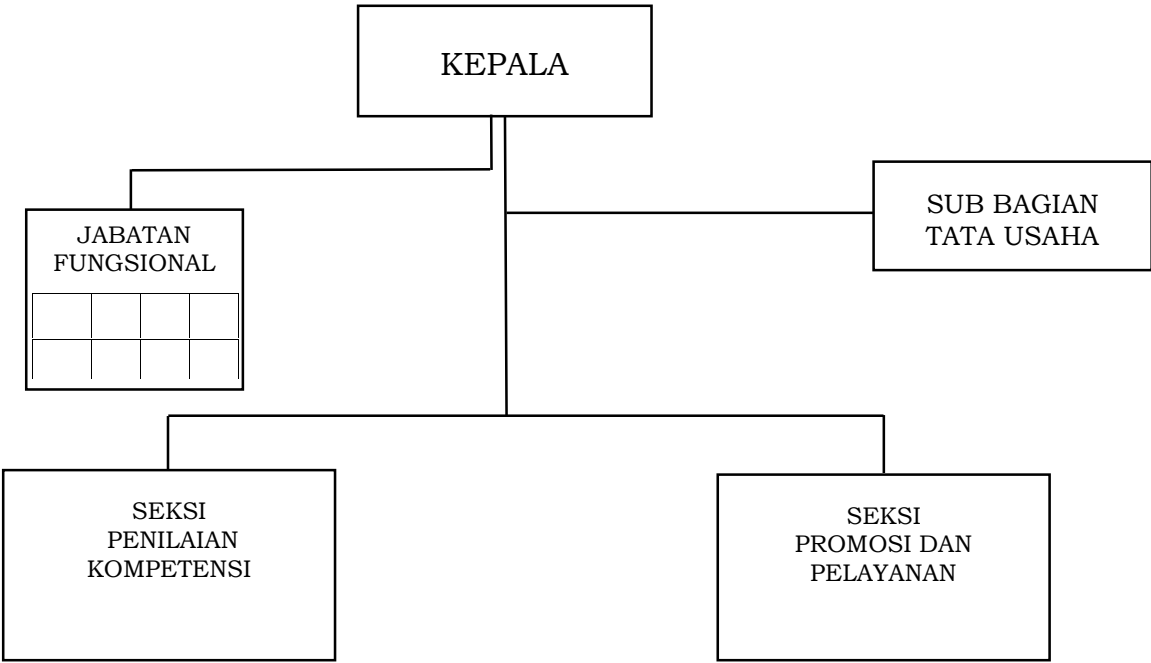 KEPALA
SUB BAGIAN
TATA USAHA
JABATAN
FUNGSIONAL
SEKSI
PENILAIAN
KOMPETENSI
SEKSI
PROMOSI DAN
PELAYANAN